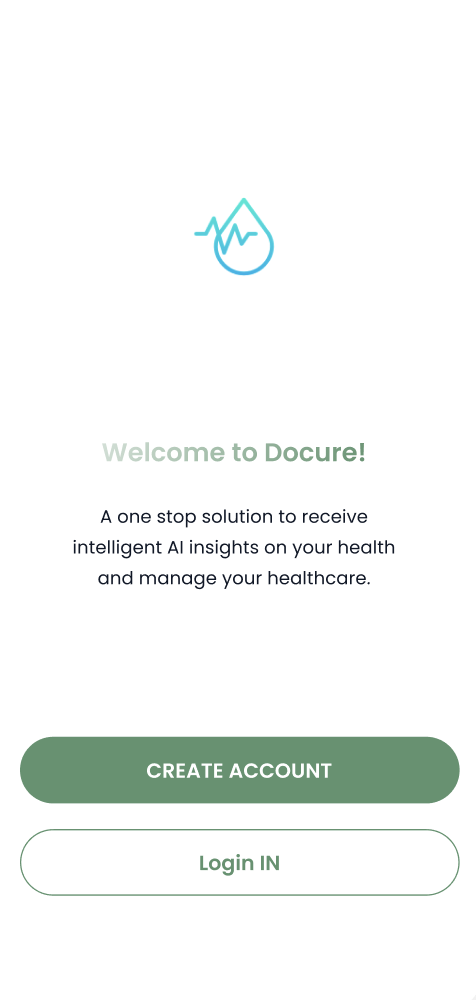 Welcome to Docure!
A one stop solution to receive
intelligent AI insights on your health
and manage your healthcare.
CREATE ACCOUNT
Login IN